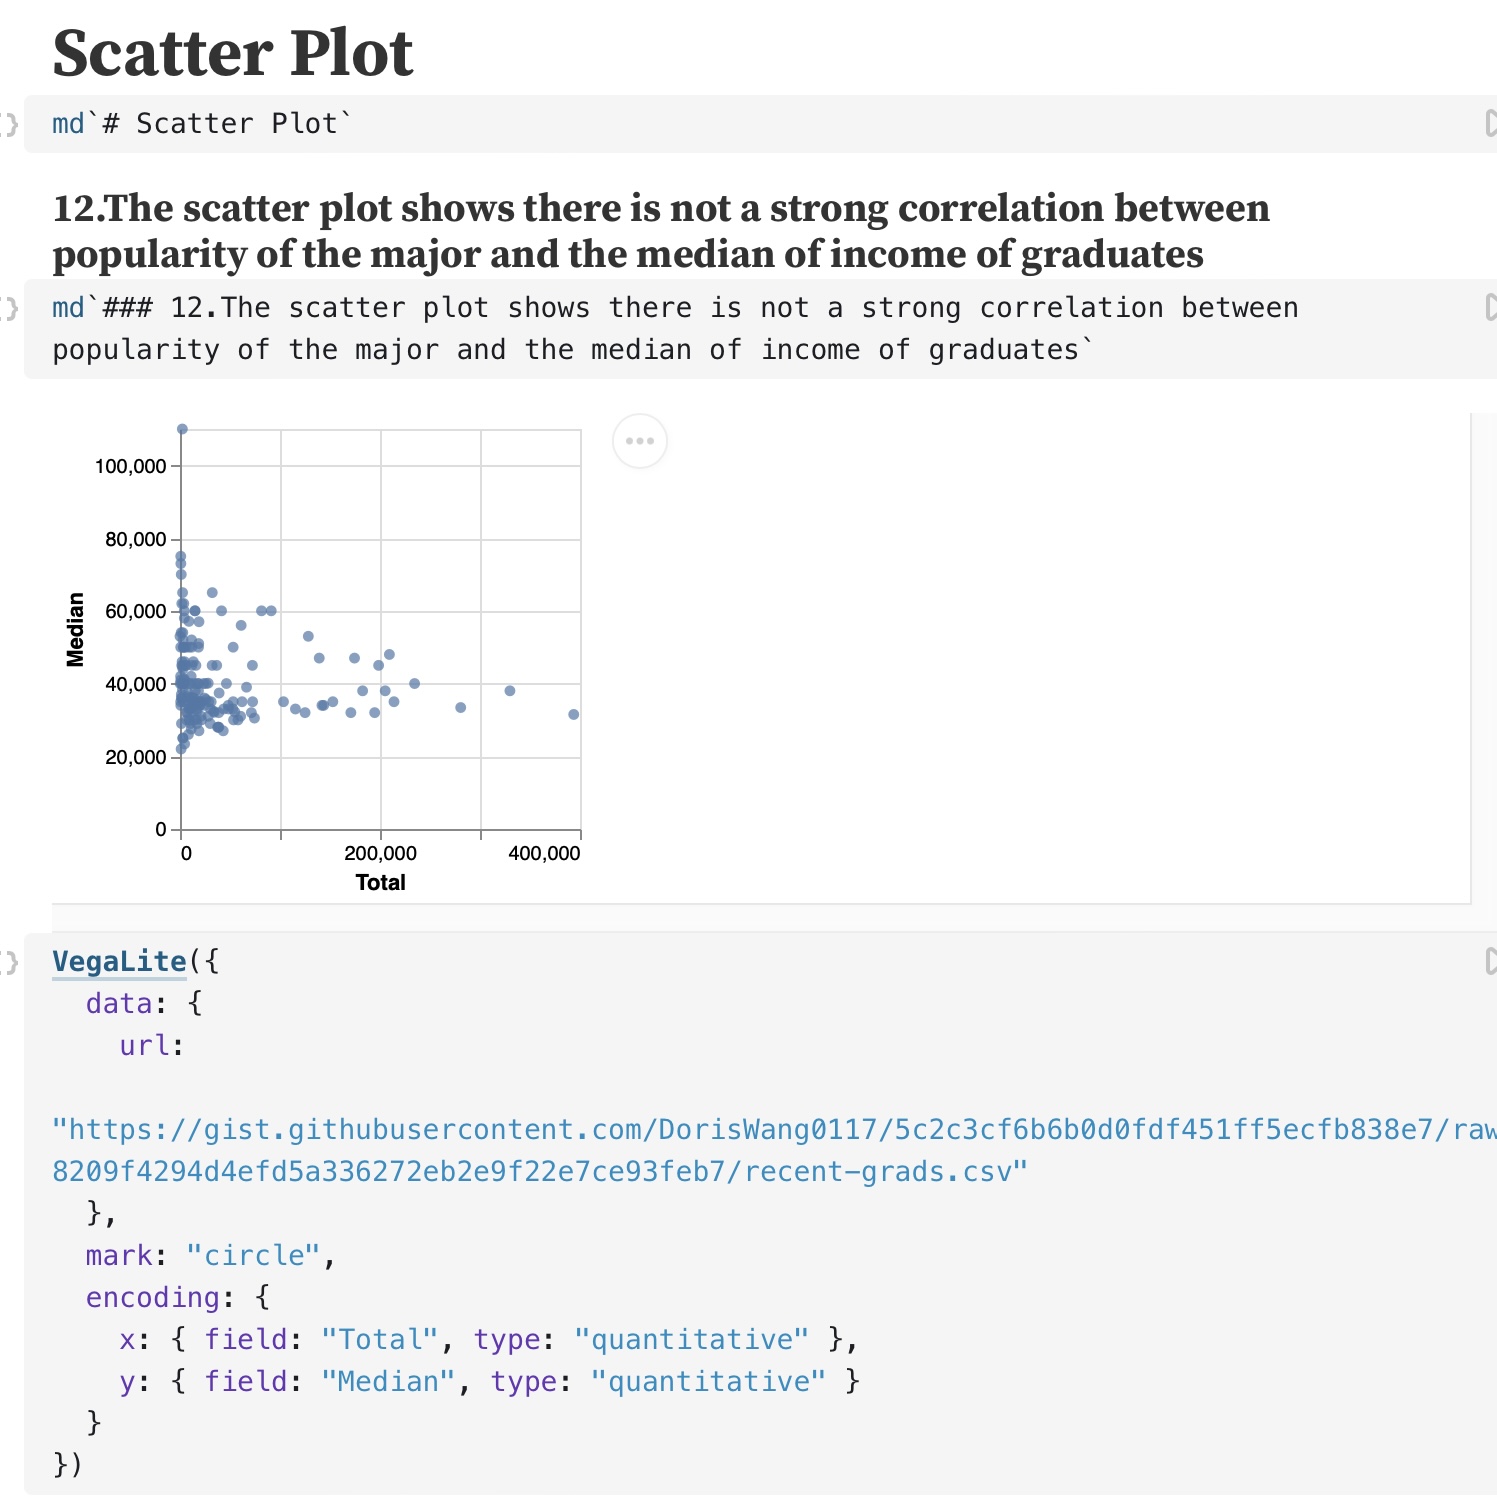 Scatter Plot
md`# Scatter Plot`
12.The scatter plot shows there is not a strong correlation between
popularity of the major and the median of income of graduates
md`### 12.The scatter plot shows there is not a strong correlation between
popularity of the major and the median of income of graduates`
100,000
80,000
60,000
40,000
20,000
0
Median
0 200,000 400,000
Total
VegaLite({
  data: {
    url:
"https://gist.githubusercontent.com/DorisWang0117/5c2c3cf6b6b0d0fdf451ff5ecfb838e7/raw
8209f4294d4efd5a336272eb2e9f22e7ce93feb7/recent-grads.csv"
  },
  mark: "circle",
  encoding: {
    x: { field: "Total", type: "quantitative" },
    y: { field: "Median", type: "quantitative" }
  }
})